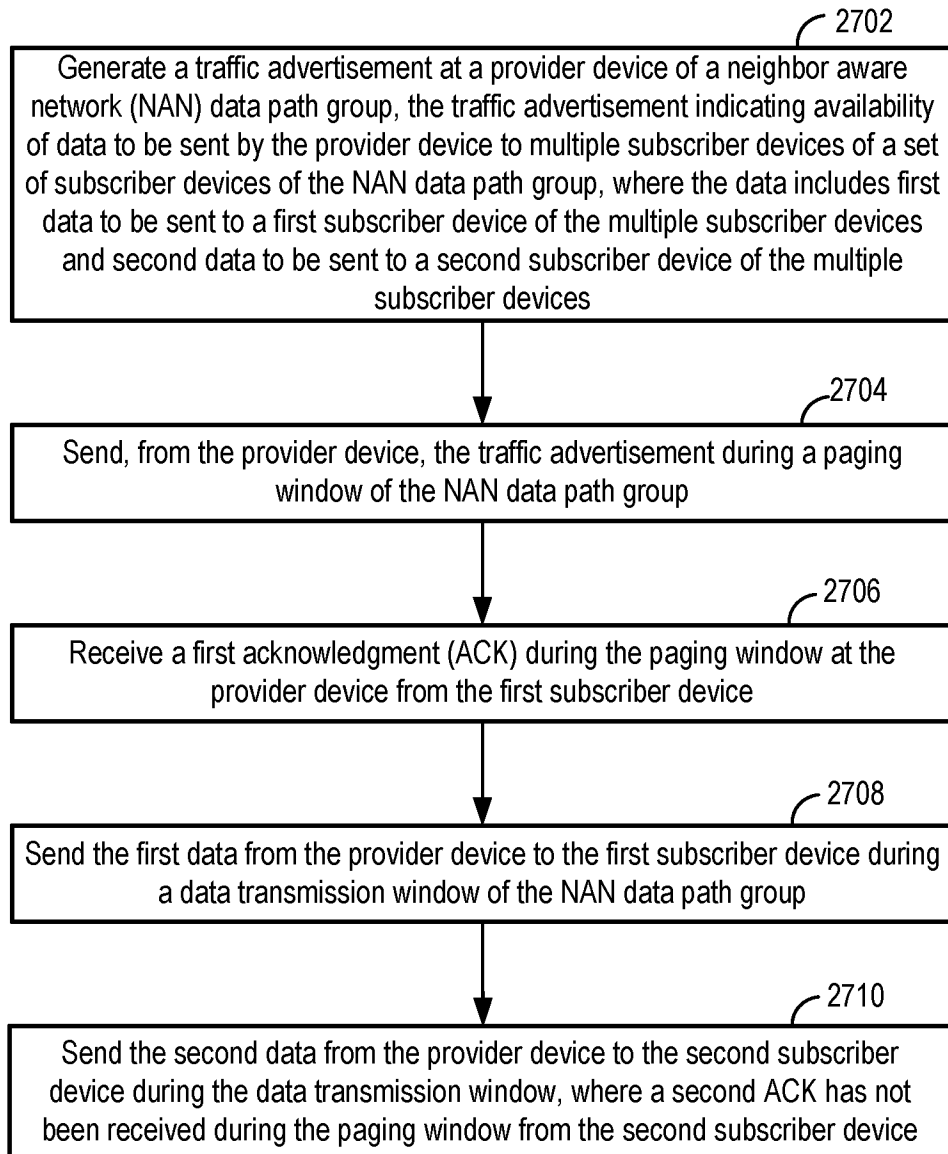 2702
Generate a traffic advertisement at a provider device of a neighbor aware
network (NAN) data path group, the traffic advertisement indicating availability
of data to be sent by the provider device to multiple subscriber devices of a set
of subscriber devices of the NAN data path group, where the data includes first
data to be sent to a first subscriber device of the multiple subscriber devices
and second data to be sent to a second subscriber device of the multiple
subscriber devices
2704
Send, from the provider device, the traffic advertisement during a paging
window of the NAN data path group
2706
Receive a first acknowledgment (ACK) during the paging window at the
provider device from the first subscriber device
2708
Send the first data from the provider device to the first subscriber device during
a data transmission window of the NAN data path group
2710
Send the second data from the provider device to the second subscriber
device during the data transmission window, where a second ACK has not
been received during the paging window from the second subscriber device